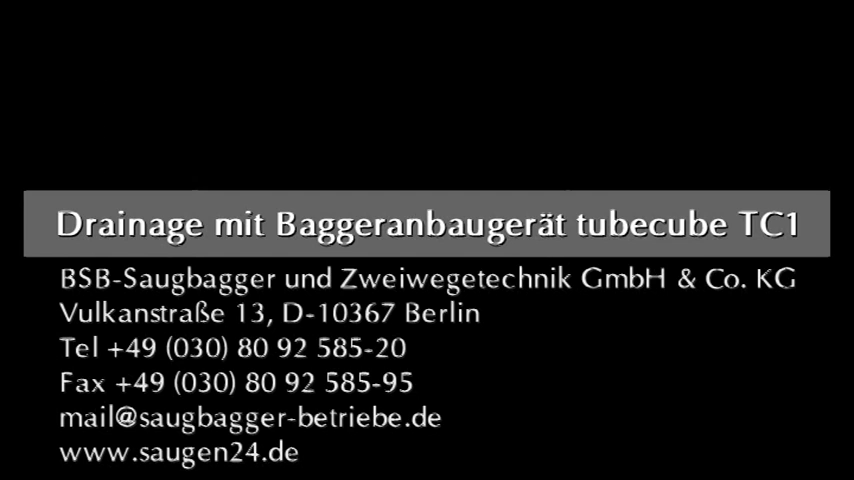 Drainage mit Baggeranbaugerät tubecube TC1
BSB-Saugbagger und Zweiwegetechnik GmbH & Co. KG
Vulkanstraße 13, D-10367 Berlin
Tel +49 (030) 80 92 585-20
Fax +49 (030) 80 92 585-95
mail@saugbagger-betriebe.de
www.saugen24.de